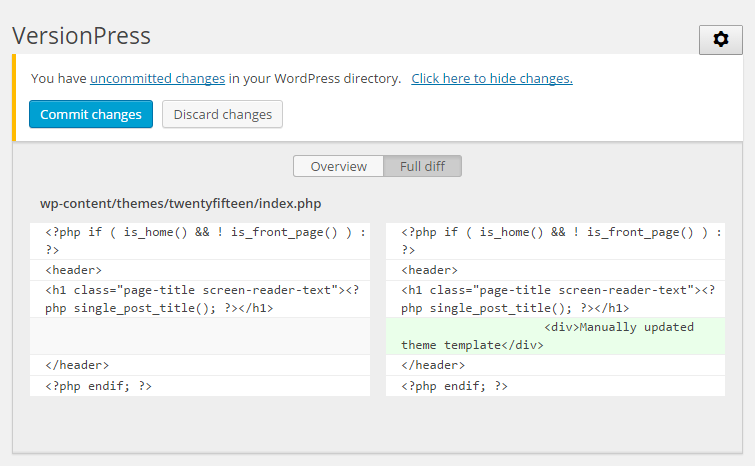 VersionPress
You have uncommitted changes in your WordPress directory. Click here to hide changes.
Commit changes Discard changes
Overview Full diff
wp-content/themes/twentyfifteen/index.php
<?php if ( is_home() && ! is_front_page() ) :
?>
<header>
<h1 class="page-title screen-reader-text"><?
php single_post_title(); ?></h1>
</header>
<?php endif; ?>
<?php if ( is_home() && ! is_front_page() ) :
?>
<header>
<h1 class="page-title screen-reader-text"><?
php single_post_title(); ?></h1>
<div>Manually updated
theme template</div>
</header>
<?php endif; ?>